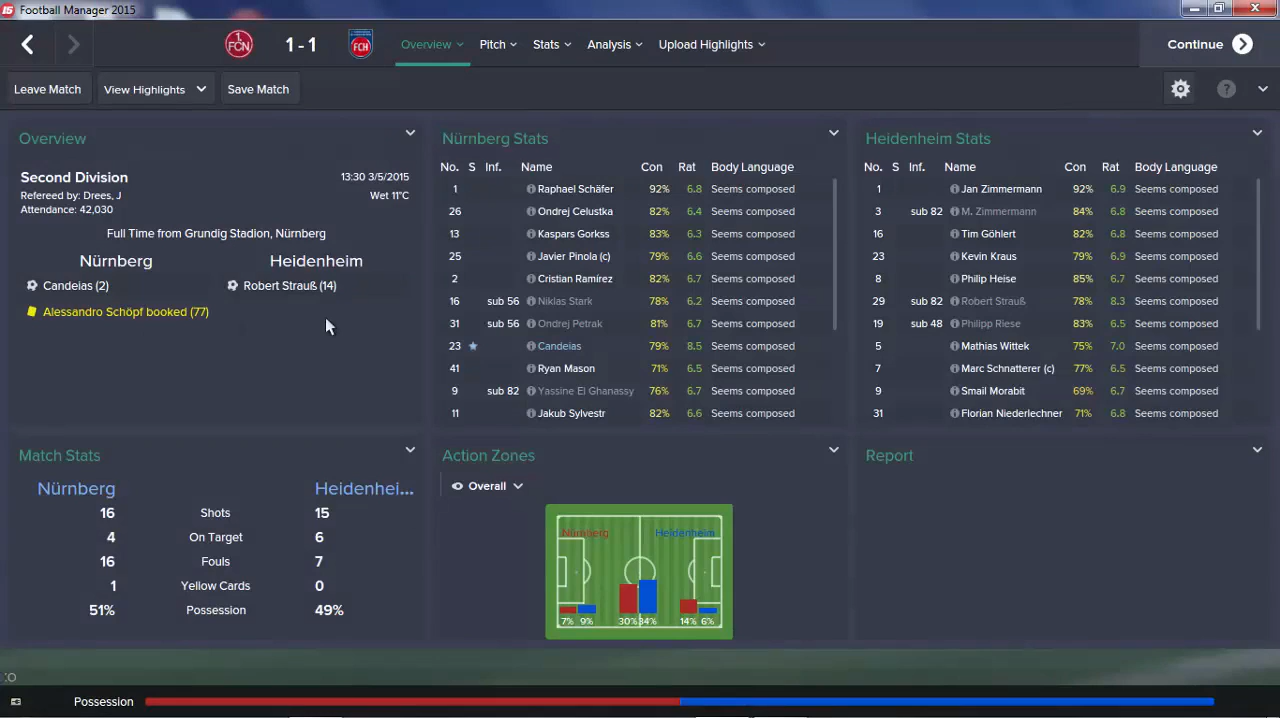 Football Manager 2015
1 - 1
Overview
Pitch
Stats
Analysis
Upload Highlights
Continue
Leave Match
View Highlights
Save Match
Overview
Second Division
13:30 3/5/2015
Refereed by: Drees, J
Wet 11°C
Attendance: 42,030
Full Time from Grundig Stadion, Nürnberg
Nürnberg Heidenheim
Candeias (2) Robert Strauß (14)
Alessandro Schöpf booked (77)
Nürnberg Stats
No. S Inf. Name Con Rat Body Language
1 Raphael Schäfer 92% 6.8 Seems composed
26 Ondrej Celustka 82% 6.4 Seems composed
13 Kaspars Gorkss 83% 6.3 Seems composed
25 Javier Pinola (c) 79% 6.6 Seems composed
2 Cristian Ramírez 82% 6.7 Seems composed
16 sub 56 Niklas Stark 78% 6.2 Seems composed
31 sub 56 Ondrej Petrak 81% 6.7 Seems composed
23 Candeias 79% 8.5 Seems composed
41 Ryan Mason 71% 6.5 Seems composed
9 sub 82 Yassine El Ghanassy 76% 6.7 Seems composed
11 Jakub Sylvestr 82% 6.6 Seems composed
Heidenheim Stats
No. S Inf. Name Con Rat Body Language
1 Jan Zimmermann 92% 6.9 Seems composed
3 sub 82 M. Zimmermann 84% 6.8 Seems composed
16 Tim Göhlert 82% 6.8 Seems composed
23 Kevin Kraus 79% 6.9 Seems composed
8 Philip Heise 85% 6.7 Seems composed
29 sub 82 Robert Strauß 78% 8.3 Seems composed
19 sub 48 Philipp Riese 83% 6.5 Seems composed
5 Mathias Wittek 75% 7.0 Seems composed
7 Marc Schnatterer (c) 77% 6.5 Seems composed
9 Smail Morabit 69% 6.7 Seems composed
31 Florian Niederlechner 71% 6.8 Seems composed
Match Stats
Nürnberg Heidenhei...
16 Shots 15
4 On Target 6
16 Fouls 7
1 Yellow Cards 0
51% Possession 49%
Action Zones
Overall
Nürnberg Heidenheim
7% 9% 30% 34% 14% 6%
Report
:O
Possession